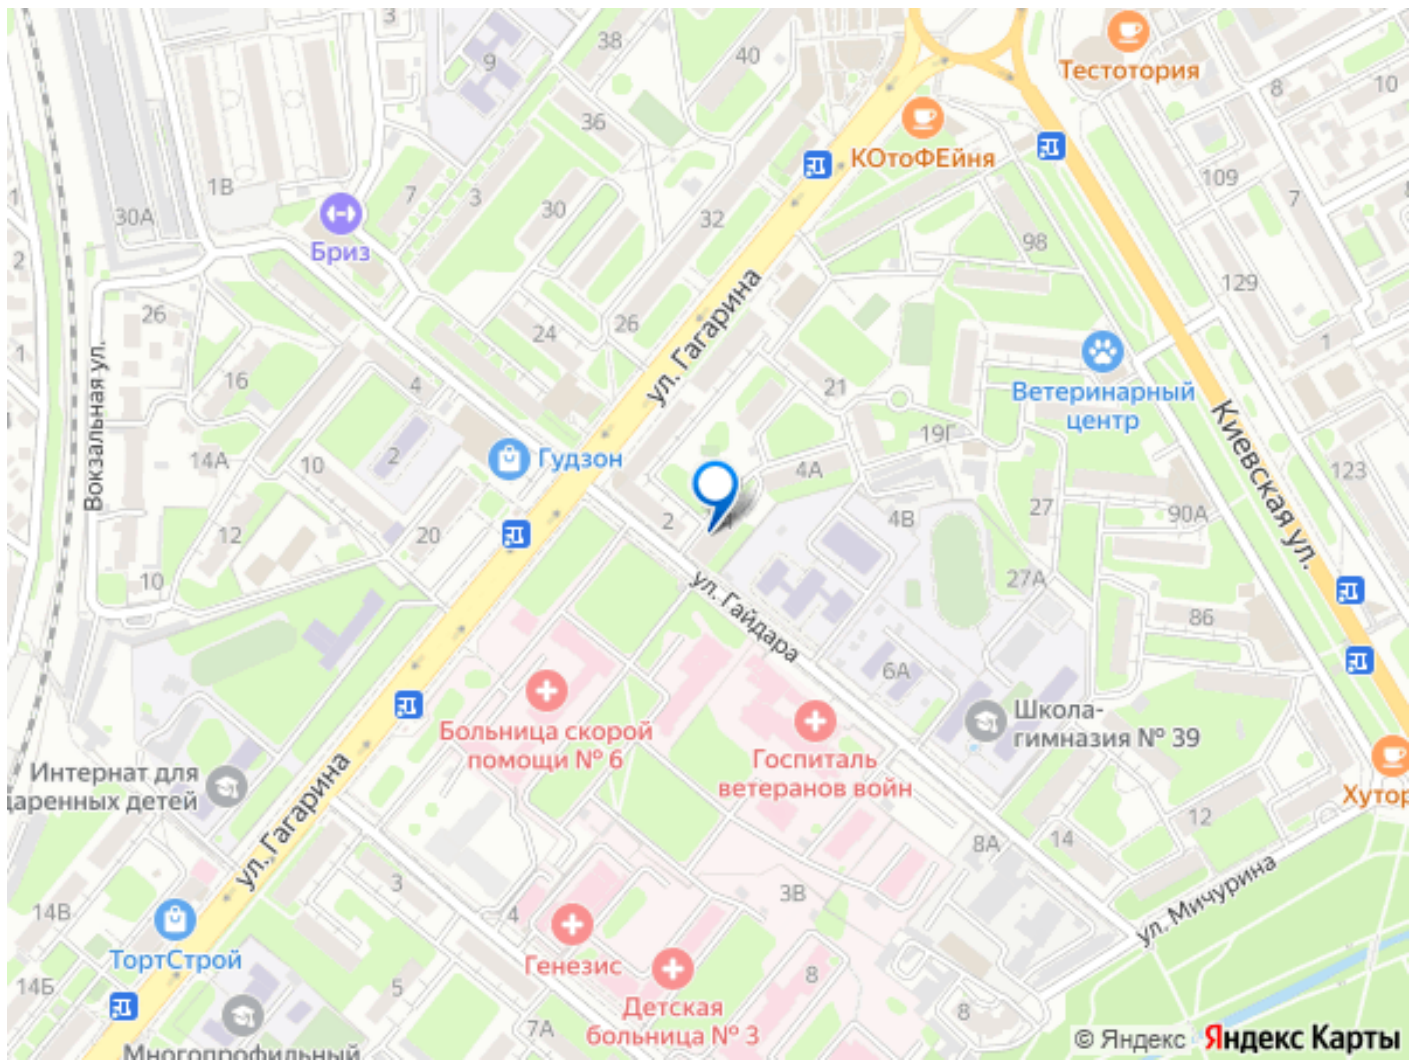 3
38
40
9
Тестотория
8
10
36
КОтоФЕйня
109
7
1В
7
3
30
32
30А
Бриз
98
2
129
26
24
26
1
1
ул. Гагарина
16
4
21
Ветеринарный
центр
Вокзальная ул.
Киевская ул.
14А
10
2
Гудзон
19Г
4А
123
12
20
2
4
4В
27
90А
10
27А
ул. Гайдара
86
6А
Больница скорой
помощи № 6
Школа-
гимназия № 39
Госпиталь
ветеранов войн
Интернат для
даренных детей
ул. Гагарина
Хутор
14
12
8А
3
3В
ул. Мичурина
14В
4
ТортСтрой
Генезис
8
14Б
5
Детская
больница № 3
7А
8
Многопрофильный
© Яндекс Яндекс Карты